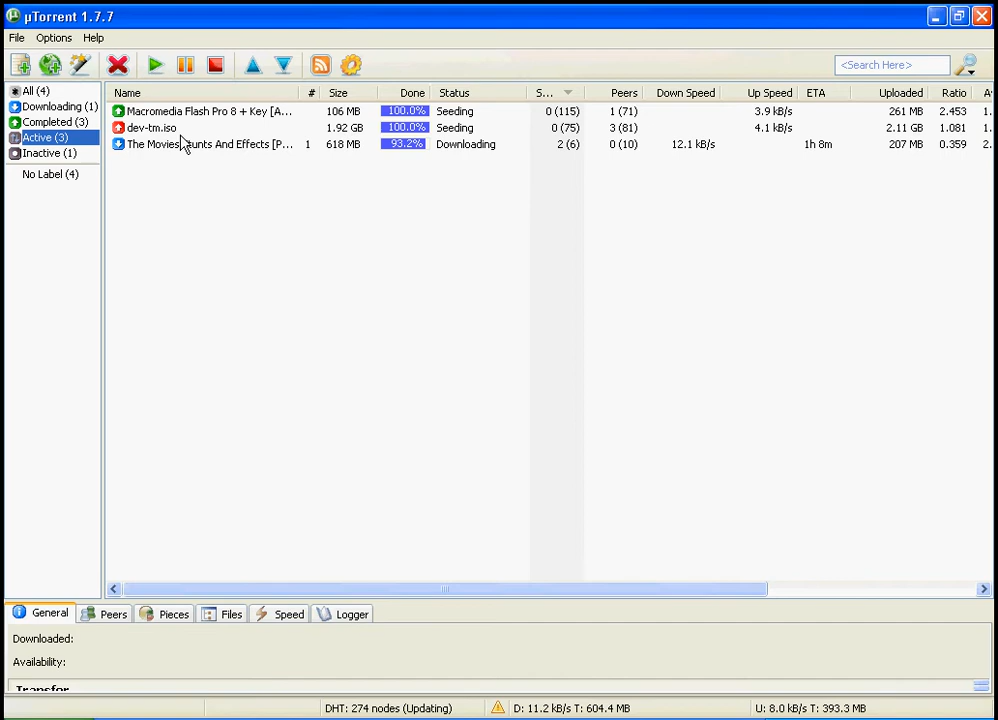 µTorrent 1.7.7
File Options Help
<Search Here>
All (4)
Downloading (1)
Completed (3)
Active (3)
Inactive (1)
No Label (4)
Name # Size Done Status S... Peers Down Speed Up Speed ETA Uploaded Ratio
Macromedia Flash Pro 8 + Key [A... 106 MB 100.0% Seeding 0 (115) 1 (71) 3.9 kB/s 261 MB 2.453
dev-tm.iso 1.92 GB 100.0% Seeding 0 (75) 3 (81) 4.1 kB/s 2.11 GB 1.081
The Movies And Effects [P... 1 618 MB 93.2% Downloading 2 (6) 0 (10) 12.1 kB/s 1h 8m 207 MB 0.359
General Peers Pieces Files Speed Logger
Downloaded:
Availability:
Transfer
DHT: 274 nodes (Updating) D: 11.2 kB/s T: 604.4 MB U: 8.0 kB/s T: 393.3 MB